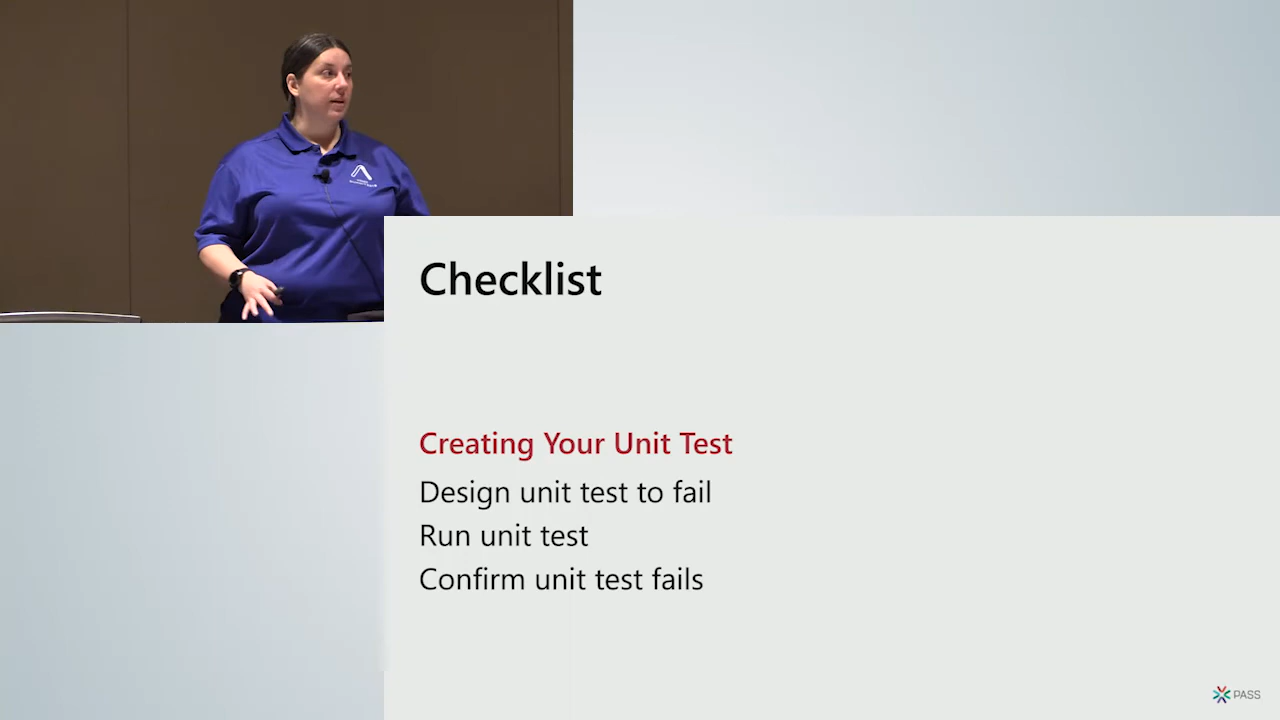 Checklist
Creating Your Unit Test
Design unit test to fail
Run unit test
Confirm unit test fails
PASS